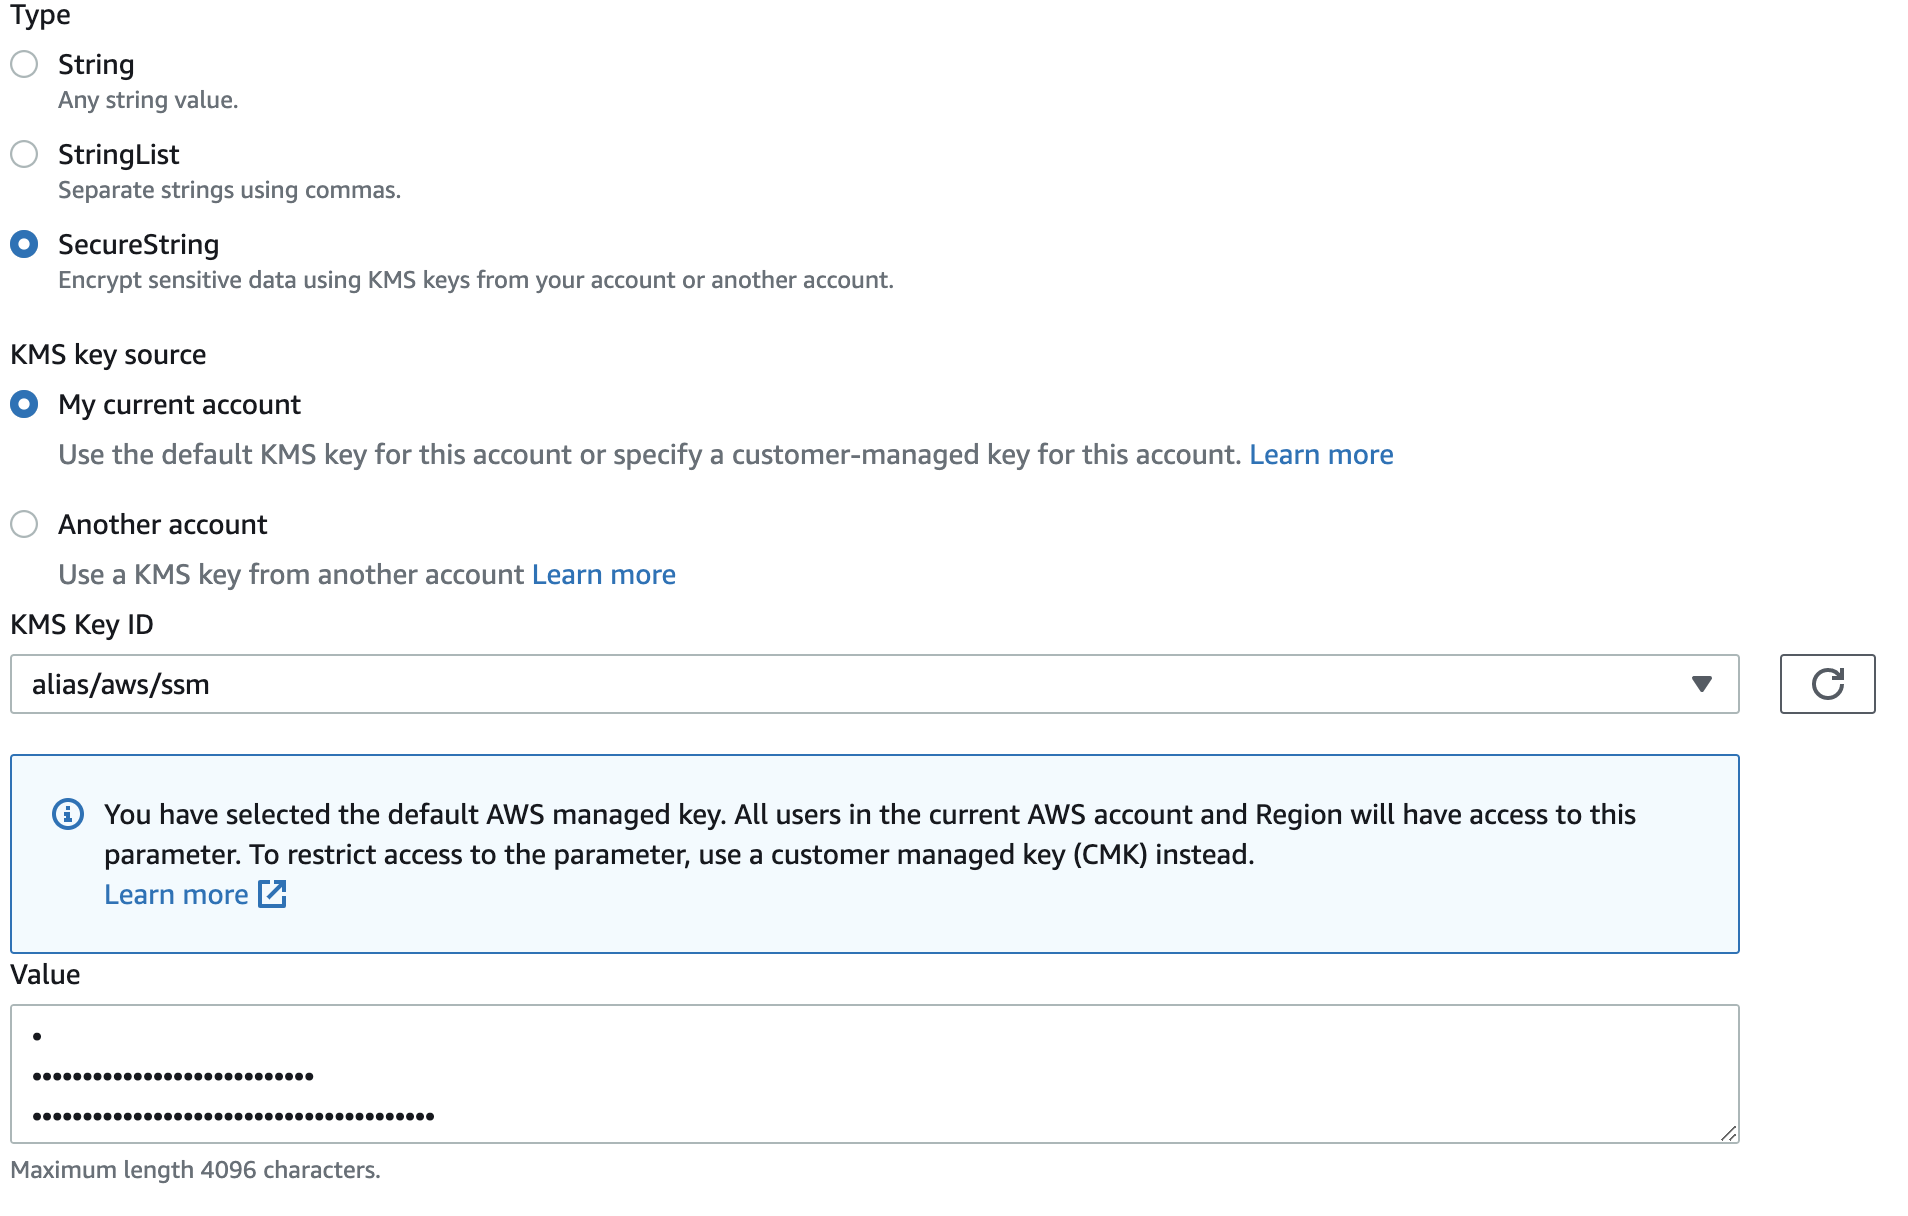 Type
String
Any string value.
StringList
Separate strings using commas.
SecureString
Encrypt sensitive data using KMS keys from your account or another account.
KMS key source
My current account
Use the default KMS key for this account or specify a customer-managed key for this account. Learn more
Another account
Use a KMS key from another account Learn more
KMS Key ID
alias/aws/ssm
You have selected the default AWS managed key. All users in the current AWS account and Region will have access to this
parameter. To restrict access to the parameter, use a customer managed key (CMK) instead.
Learn more
Value
•
••••••••••••••••••••••••••••
••••••••••••••••••••••••••••••••••••••••
Maximum length 4096 characters.